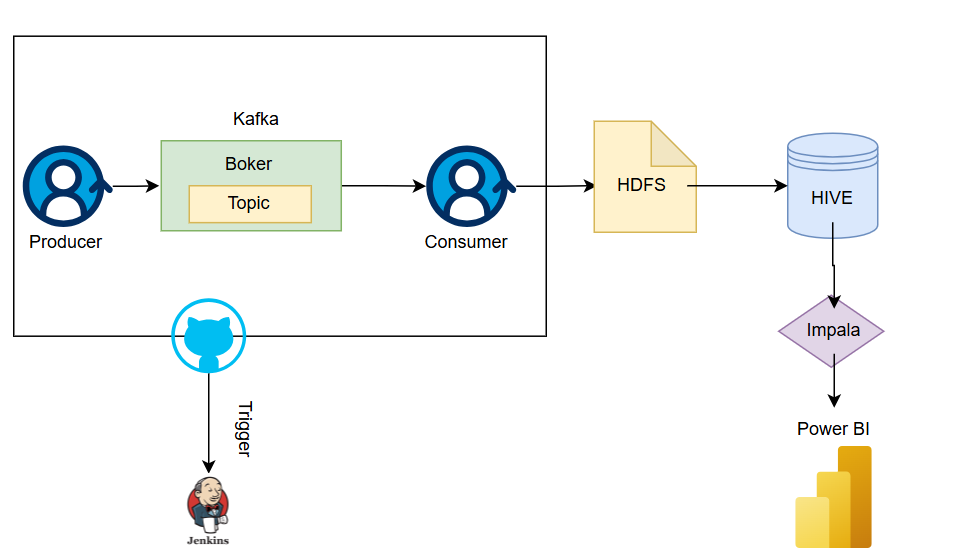 Kafka
Boker
Topic
Producer
Consumer
HDFS
HIVE
Impala
Trigger
Power BI
Jenkins